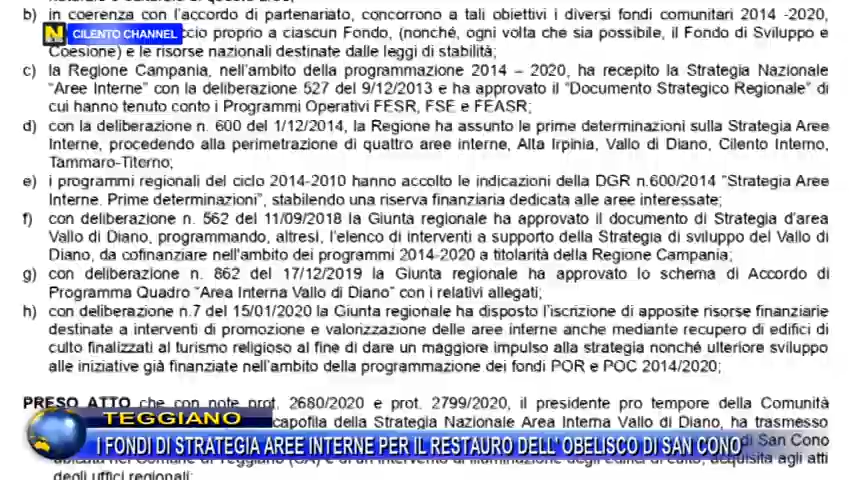 b) in coerenza con l'accordo di partenariato, concorrono a tali obiettivi i diversi fondi comunitari 2014 -2020,
CILENTO CHANNEL
proprio a ciascun Fondo, (nonché, ogni volta che sia possibile, il Fondo di Sviluppo e
Coesione) e le risorse nazionali destinate dalle leggi di stabilità;
c) la Regione Campania, nell'ambito della programmazione 2014 – 2020, ha recepito la Strategia Nazionale
"Aree Interne" con la deliberazione 527 del 9/12/2013 e ha approvato il "Documento Strategico Regionale" di
cui hanno tenuto conto i Programmi Operativi FESR, FSE e FEASR;
d) con la deliberazione n. 600 del 1/12/2014, la Regione ha assunto le prime determinazioni sulla Strategia Aree
Interne, procedendo alla perimetrazione di quattro aree interne, Alta Irpinia, Vallo di Diano, Cilento Interno,
Tammaro-Titerno;
e) i programmi regionali del ciclo 2014-2010 hanno accolto le indicazioni della DGR n.600/2014 "Strategia Aree
Interne. Prime determinazioni", stabilendo una riserva finanziaria dedicata alle aree interessate;
f) con deliberazione n. 562 del 11/09/2018 la Giunta regionale ha approvato il documento di Strategia d'area
Vallo di Diano, programmando, altresì, l'elenco di interventi a supporto della Strategia di sviluppo del Vallo di
Diano, da cofinanziare nell'ambito dei programmi 2014-2020 a titolarità della Regione Campania;
g) con deliberazione n. 862 del 17/12/2019 la Giunta regionale ha approvato lo schema di Accordo di
Programma Quadro "Area Interna Vallo di Diano" con i relativi allegati;
h) con deliberazione n.7 del 15/01/2020 la Giunta regionale ha disposto l'iscrizione di apposite risorse finanziarie
destinate a interventi di promozione e valorizzazione delle aree interne anche mediante recupero di edifici di
culto finalizzati al turismo religioso al fine di dare un maggiore impulso alla strategia nonché ulteriore sviluppo
alle iniziative già finanziate nell'ambito della programmazione dei fondi POR e POC 2014/2020;
PRESO ATTO che con note prot. 2680/2020 e prot. 2799/2020, il presidente pro tempore della Comunità
TEGGIANO
capofila della Strategia Nazionale Area Interna Vallo di Diano, ha trasmesso
I FONDI DI STRATEGIA AREE INTERNE PER IL RESTAURO DELL'OBELISCO DI SAN CONO
di San Cono
acquisita agli atti
degli uffici regionali;